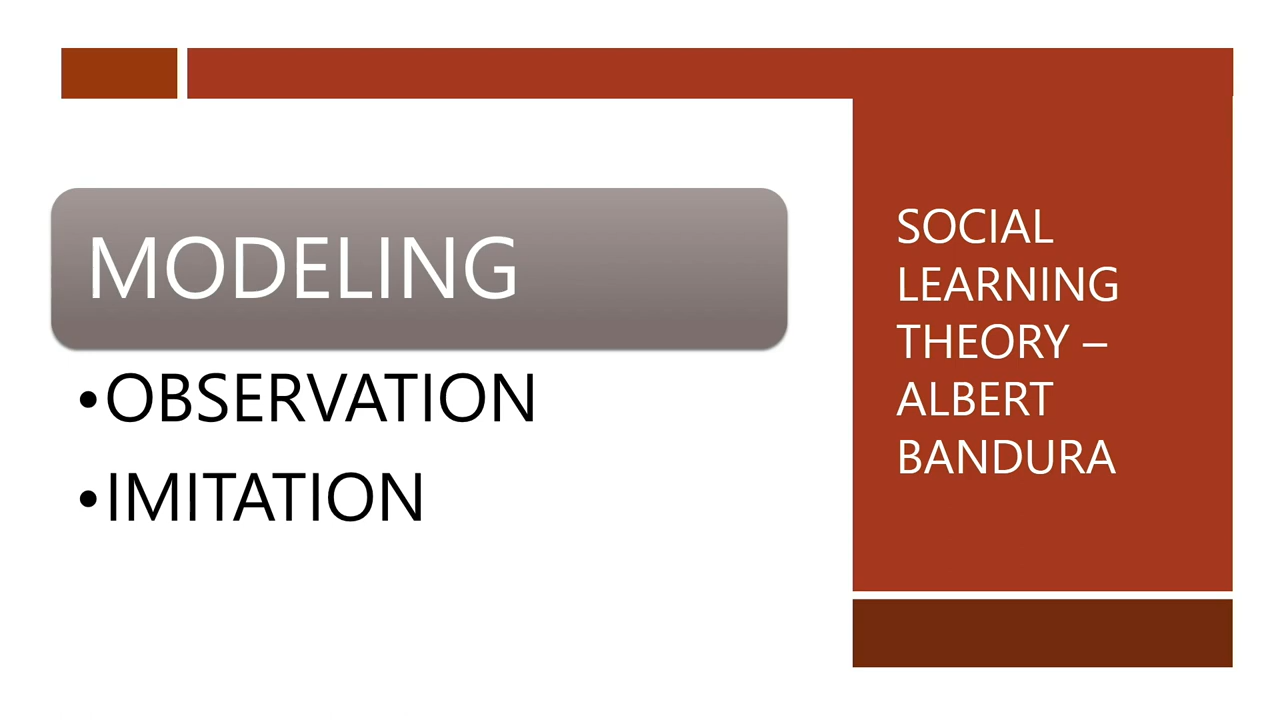 MODELING
•OBSERVATION
•IMITATION
SOCIAL
LEARNING
THEORY –
ALBERT
BANDURA